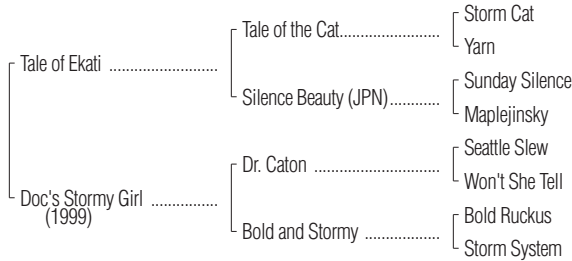 Storm Cat
Tale of the Cat....................
Yarn
Tale of Ekati ......................
Sunday Silence
Silence Beauty (JPN)..........
Maplejinsky
Seattle Slew
Dr. Caton ........................
Won't She Tell
Doc's Stormy Girl ..............
(1999)
Bold Ruckus
Bold and Stormy ...............
Storm System